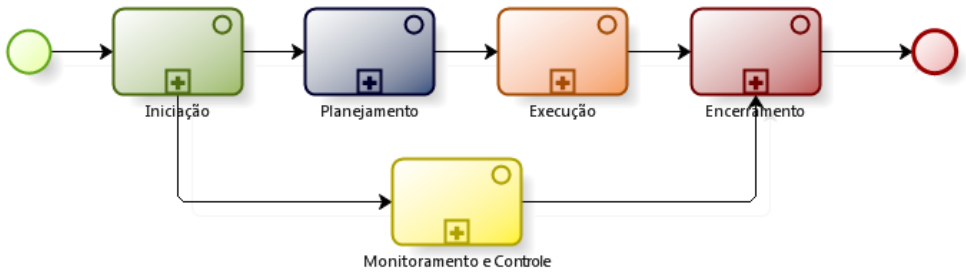 Iniciação
Planejamento
Execução
Encerramento
Monitoramento e Controle